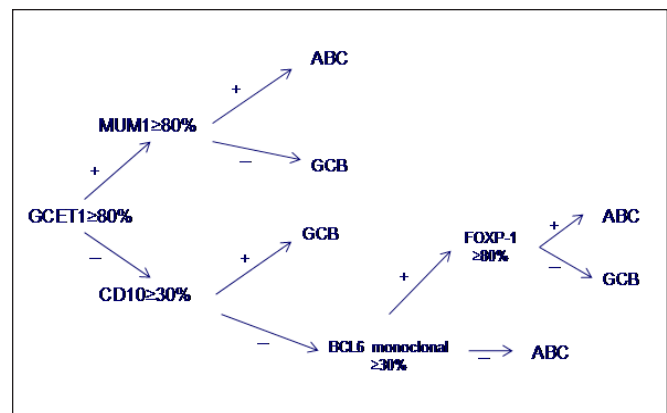 ABC
+
MUM1≥80%
–
GCB
+
GCET1≥80%
–
GCB
+
CD10≥30%
–
ABC
+
FOXP-1
≥80%
–
GCB
+
BCL6 monoclonal
≥30%
–
ABC